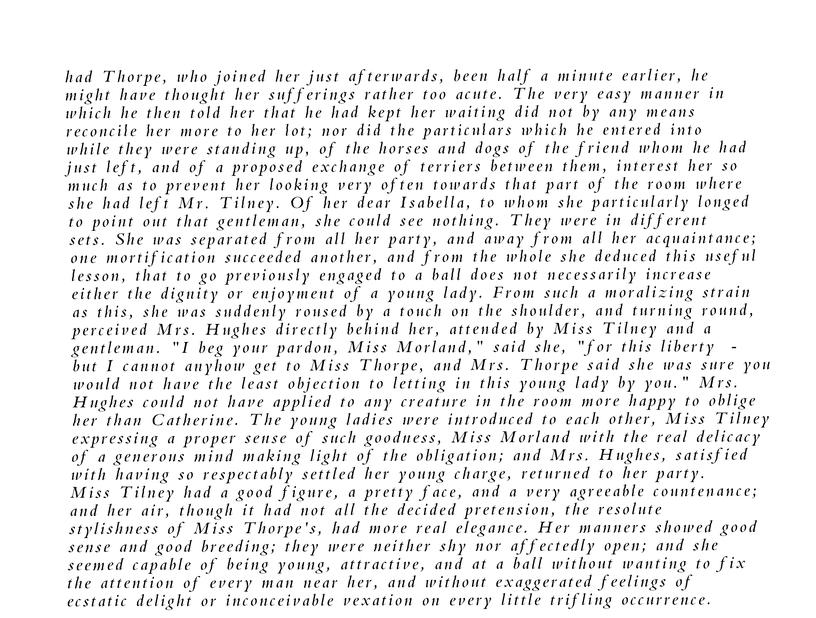 had Thorpe, who joined her just afterwards, been half a minute earlier, he
might have thought her sufferings rather too acute. The very easy manner in
which he then told her that he had kept her waiting did not by any means
reconcile her more to her lot; nor did the particulars which he entered into
while they were standing up, of the horses and dogs of the friend whom he had
just left, and of a proposed exchange of terriers between them, interest her so
much as to prevent her looking very often towards that part of the room where
she had left Mr. Tilney. Of her dear Isabella, to whom she particularly longed
to point out that gentleman, she could see nothing. They were in different
sets. She was separated from all her party, and away from all her acquaintance;
one mortification succeeded another, and from the whole she deduced this useful
lesson, that to go previously engaged to a ball does not necessarily increase
either the dignity or enjoyment of a young lady. From such a moralizing strain
as this, she was suddenly roused by a touch on the shoulder, and turning round,
perceived Mrs. Hughes directly behind her, attended by Miss Tilney and a
gentleman. "I beg your pardon, Miss Morland," said she, "for this liberty -
but I cannot anyhow get to Miss Thorpe, and Mrs. Thorpe said she was sure you
would not have the least objection to letting in this young lady by you." Mrs.
Hughes could not have applied to any creature in the room more happy to oblige
her than Catherine. The young ladies were introduced to each other, Miss Tilney
expressing a proper sense of such goodness, Miss Morland with the real delicacy
of a generous mind making light of the obligation; and Mrs. Hughes, satisfied
with having so respectably settled her young charge, returned to her party.
Miss Tilney had a good figure, a pretty face, and a very agreeable countenance;
and her air, though it had not all the decided pretension, the resolute
stylishness of Miss Thorpe's, had more real elegance. Her manners showed good
sense and good breeding; they were neither shy nor affectedly open; and she
seemed capable of being young, attractive, and at a ball without wanting to fix
the attention of every man near her, and without exaggerated feelings of
ecstatic delight or inconceivable vexation on every little trifling occurrence.